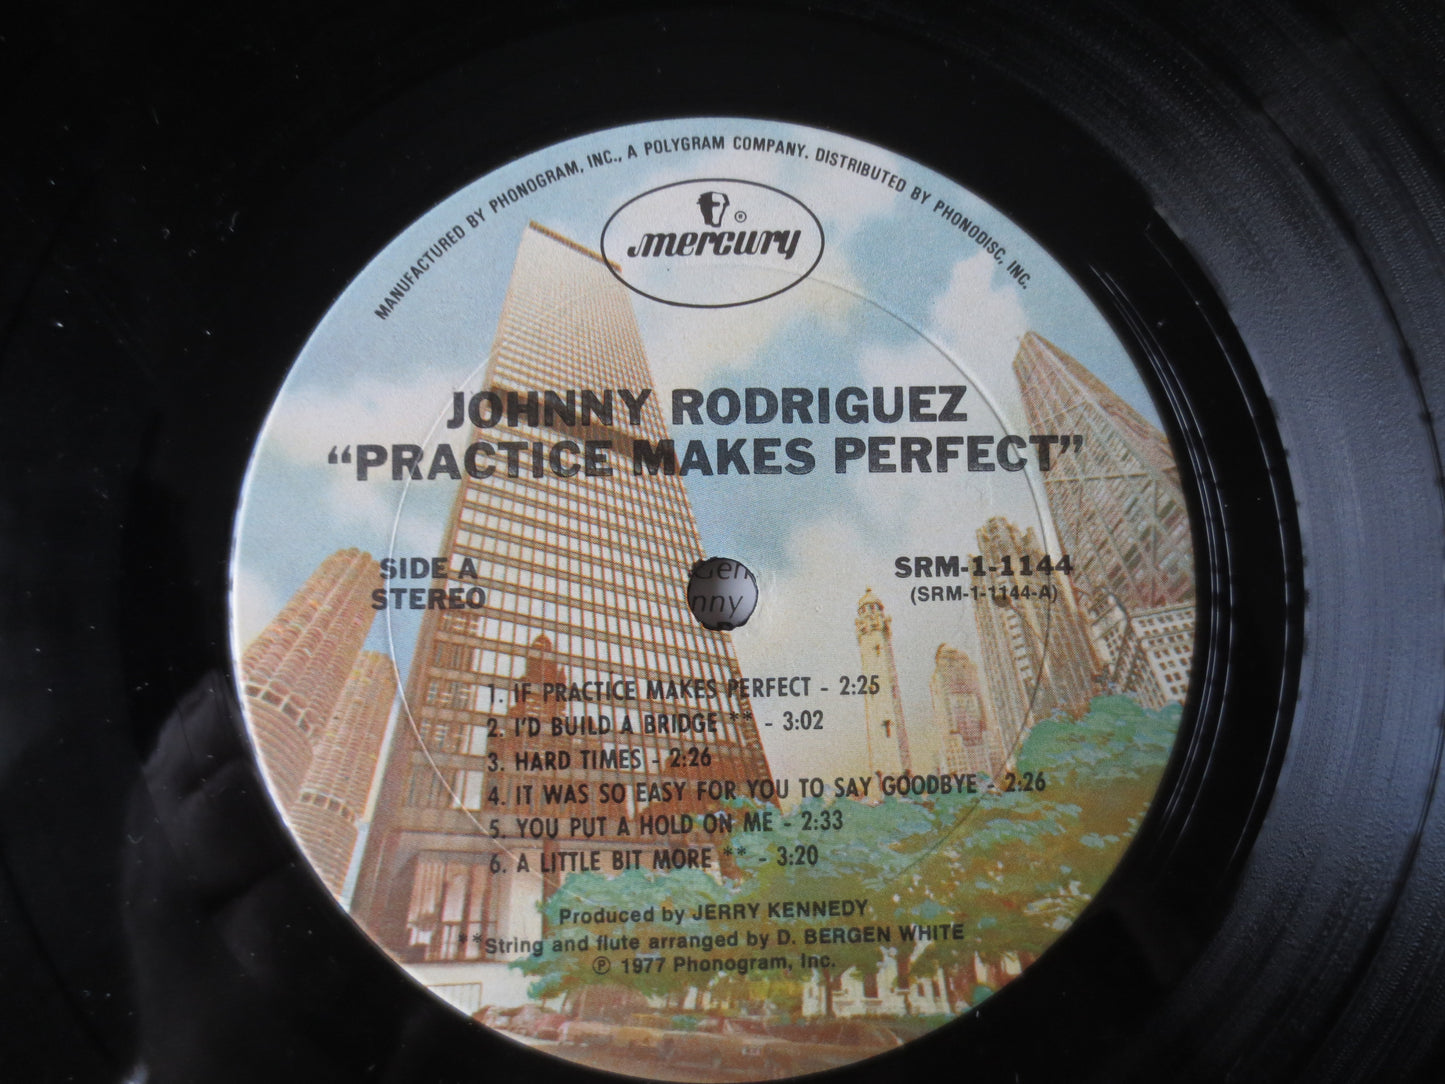 MANUFACTURED BY PHONOGRAM, INC., A POLYGRAM COMPANY. DISTRIBUTED BY PHONODISC, INC.
®
mercury
JOHNNY RODRIGUEZ
“PRACTICE MAKES PERFECT”
SIDE A
STEREO
SRM-1-1144
(SRM-1-1144-A)
1. IF PRACTICE MAKES PERFECT - 2:25
2. I'D BUILD A BRIDGE ** - 3:02
3. HARD TIMES - 2:26
4. IT WAS SO EASY FOR YOU TO SAY GOODBYE - 2:26
5. YOU PUT A HOLD ON ME - 2:33
6. A LITTLE BIT MORE ** - 3:20
Produced by JERRY KENNEDY
**String and flute arranged by D. BERGEN WHITE
℗ 1977 Phonogram, Inc.